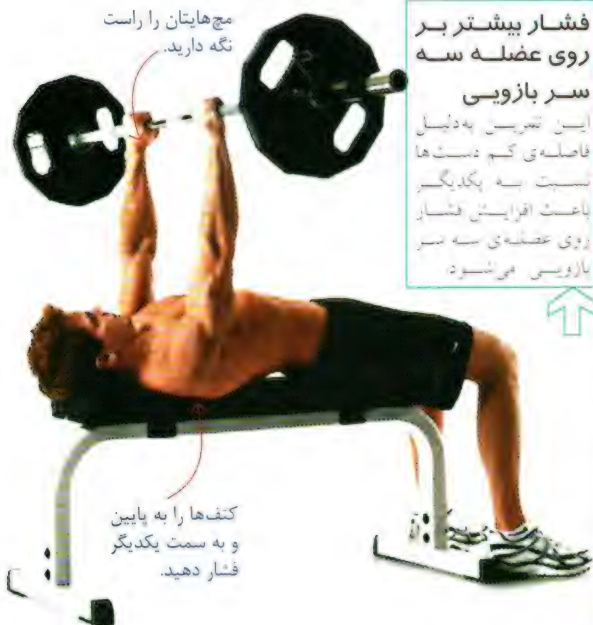 فشار بیشتر بر
روی عضله سه
سر بازویی
این تمرین به‌دلیل
فاصله‌ی کم دست‌ها
نسبت به یکدیگر
باعث افزایش فشار
روی عضله‌ی سه سر
بازویی می‌شود.
مچ‌هایتان را راست
نگه دارید.
کتف‌ها را به پایین
و به سمت یکدیگر
فشار دهید.